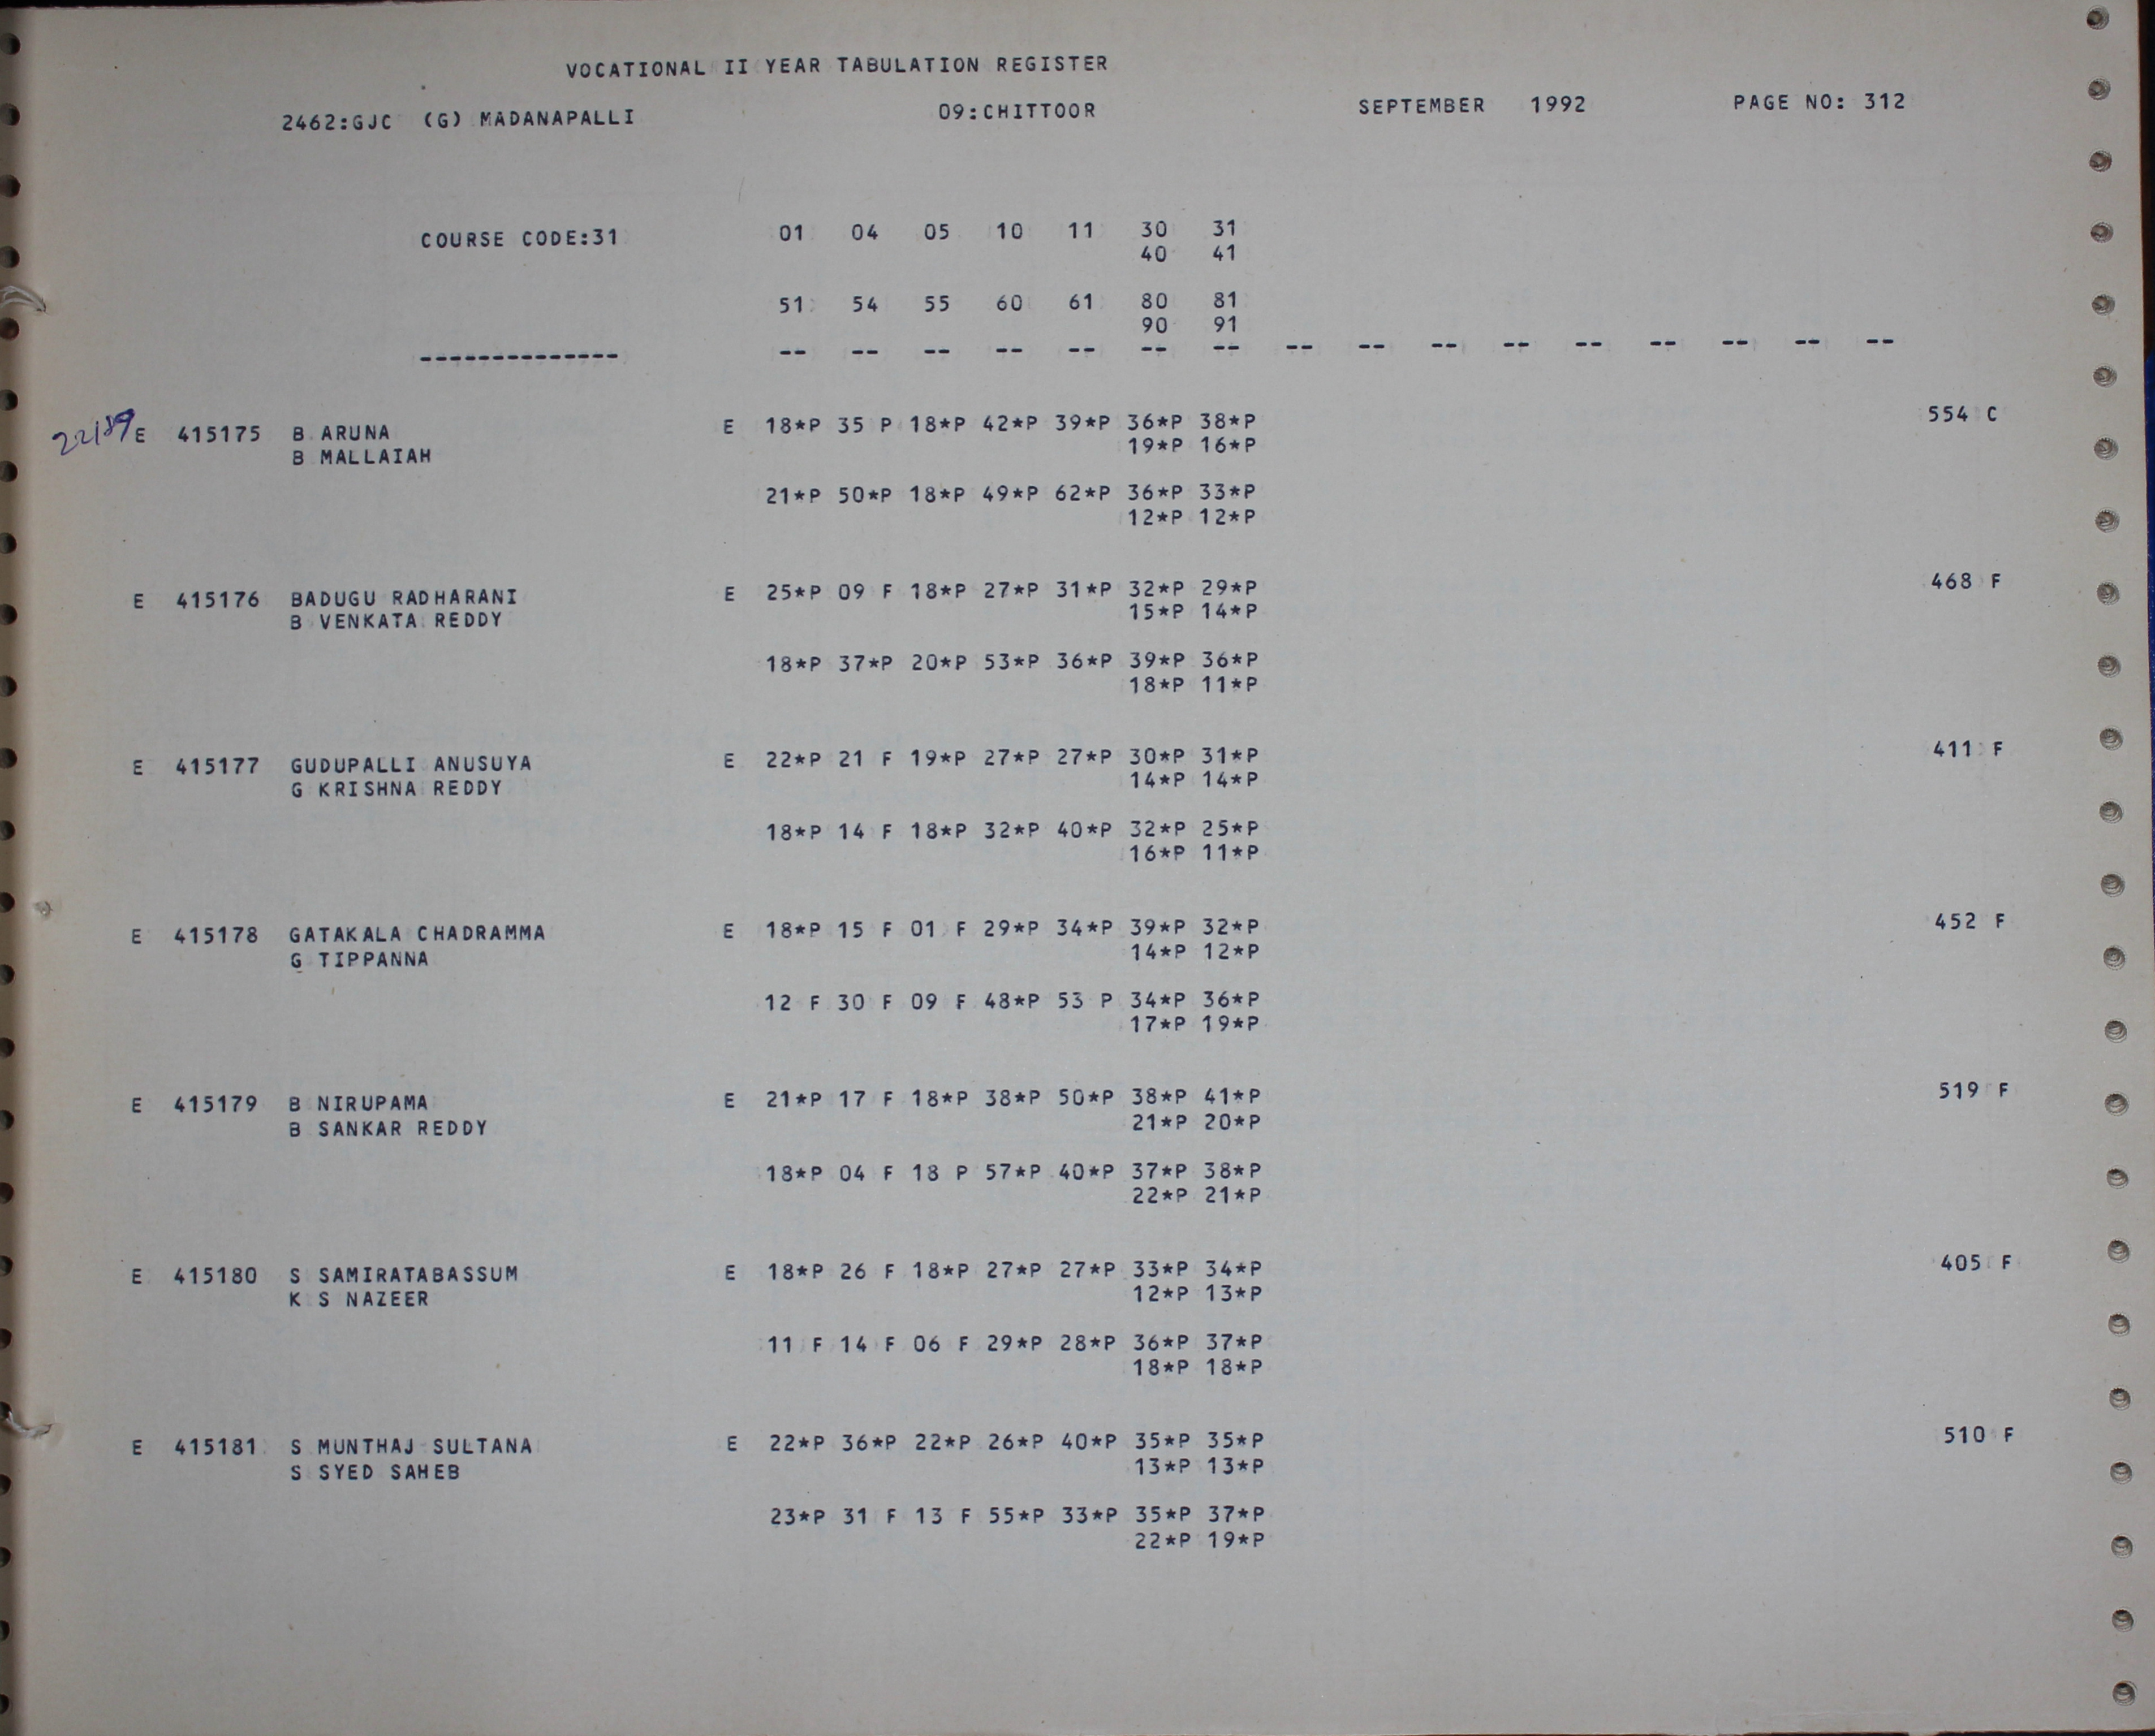 VOCATIONAL II YEAR TABULATION REGISTER
2462:GJC (G) MADANAPALLI 09:CHITTOOR SEPTEMBER 1992 PAGE NO: 312
COURSE CODE:31 01 04 05 10 11 30 31
40 41
51 54 55 60 61 80 81
90 91
-------------- -- -- -- -- -- -- -- -- -- -- -- -- -- -- -- --
22189 E 415175 B ARUNA E 18*P 35 P 18*P 42*P 39*P 36*P 38*P 554 C
B MALLAIAH 19*P 16*P
21*P 50*P 18*P 49*P 62*P 36*P 33*P
12*P 12*P
E 415176 BADUGU RADHARANI E 25*P 09 F 18*P 27*P 31*P 32*P 29*P 468 F
B VENKATA REDDY 15*P 14*P
18*P 37*P 20*P 53*P 36*P 39*P 36*P
18*P 11*P
E 415177 GUDUPALLI ANUSUYA E 22*P 21 F 19*P 27*P 27*P 30*P 31*P 411 F
G KRISHNA REDDY 14*P 14*P
18*P 14 F 18*P 32*P 40*P 32*P 25*P
16*P 11*P
E 415178 GATAKALA CHADRAMMA E 18*P 15 F 01 F 29*P 34*P 39*P 32*P 452 F
G TIPPANNA 14*P 12*P
12 F 30 F 09 F 48*P 53 P 34*P 36*P
17*P 19*P
E 415179 B NIRUPAMA E 21*P 17 F 18*P 38*P 50*P 38*P 41*P 519 F
B SANKAR REDDY 21*P 20*P
18*P 04 F 18 P 57*P 40*P 37*P 38*P
22*P 21*P
E 415180 S SAMIRATABASSUM E 18*P 26 F 18*P 27*P 27*P 33*P 34*P 405 F
K S NAZEER 12*P 13*P
11 F 14 F 06 F 29*P 28*P 36*P 37*P
18*P 18*P
E 415181 S MUNTHAJ SULTANA E 22*P 36*P 22*P 26*P 40*P 35*P 35*P 510 F
S SYED SAHEB 13*P 13*P
23*P 31 F 13 F 55*P 33*P 35*P 37*P
22*P 19*P